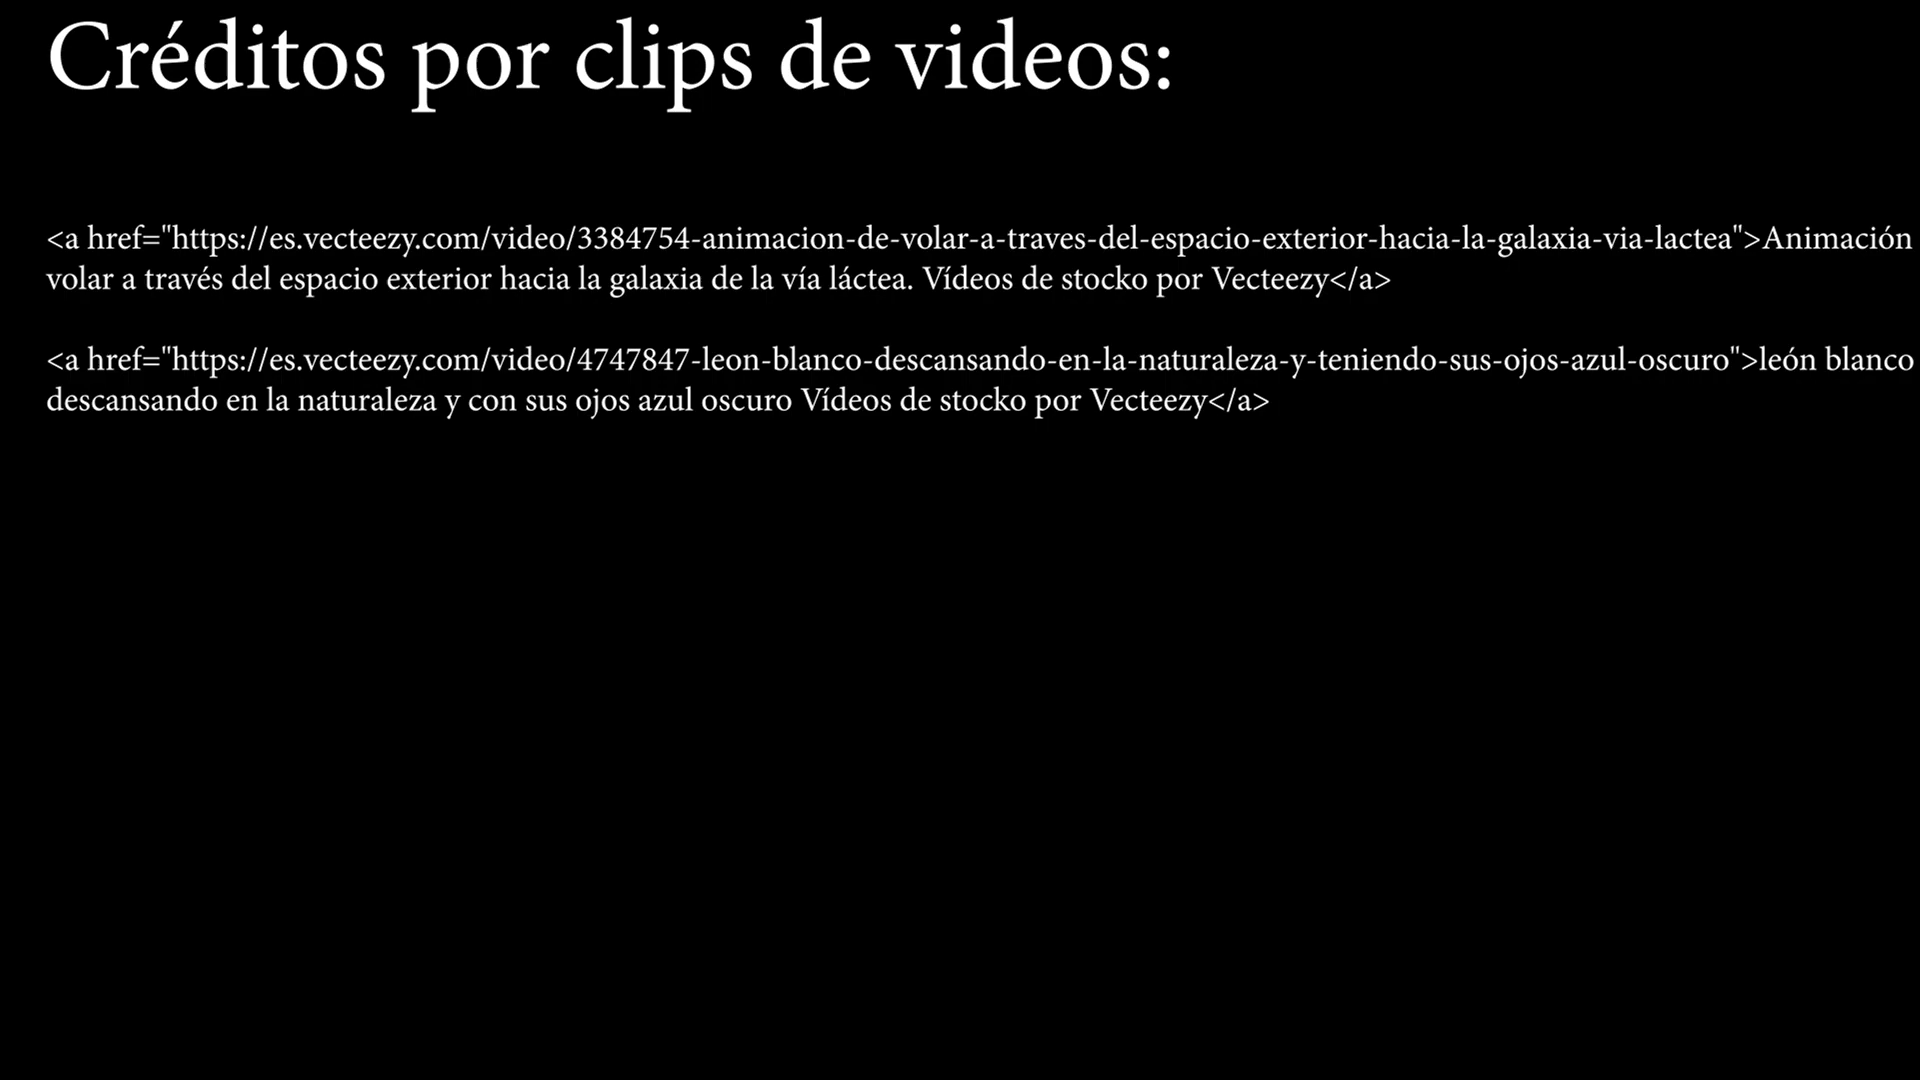 Créditos por clips de videos:
<a href="https://es.vecteezy.com/video/3384754-animacion-de-volar-a-traves-del-espacio-exterior-hacia-la-galaxia-via-lactea">Animación
volar a través del espacio exterior hacia la galaxia de la vía láctea. Vídeos de stocko por Vecteezy</a>
<a href="https://es.vecteezy.com/video/4747847-leon-blanco-descansando-en-la-naturaleza-y-teniendo-sus-ojos-azul-oscuro">león blanco
descansando en la naturaleza y con sus ojos azul oscuro Vídeos de stocko por Vecteezy</a>